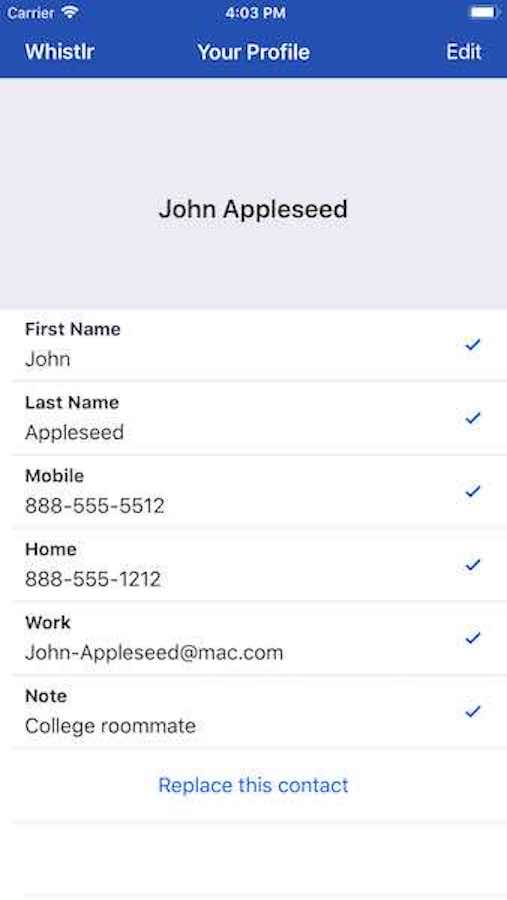 Carrier 4:03 PM
Whistlr Your Profile Edit
John Appleseed
First Name
John
Last Name
Appleseed
Mobile
888-555-5512
Home
888-555-1212
Work
John-Appleseed@mac.com
Note
College roommate
Replace this contact